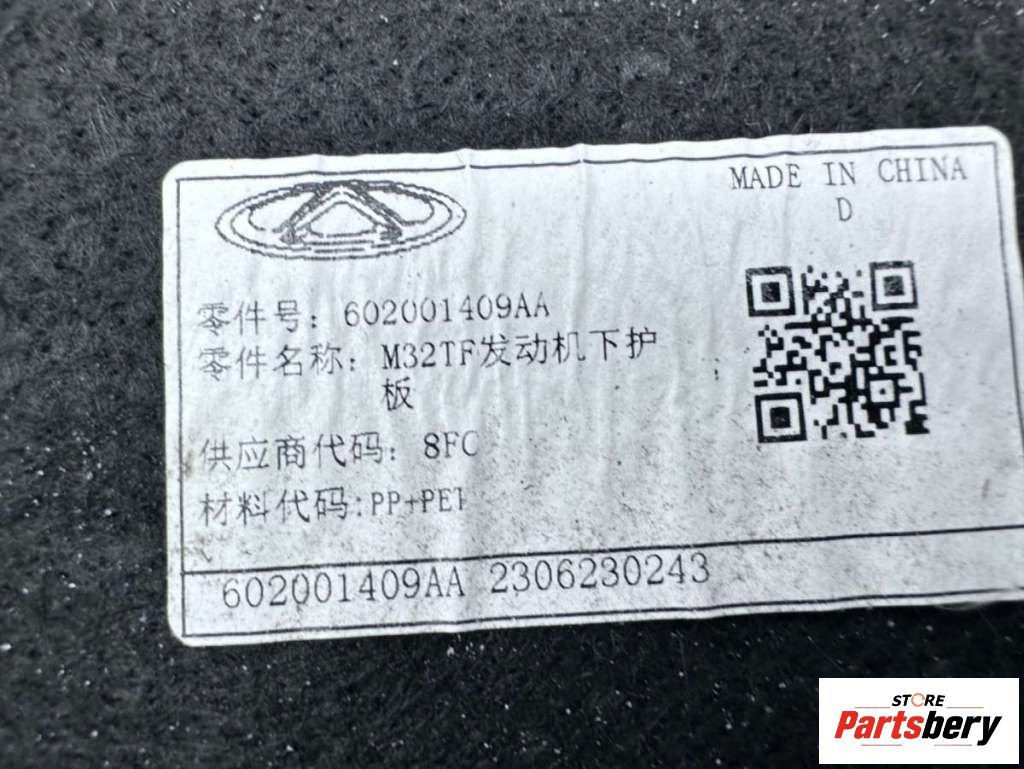 MADE IN CHINA
D
零件号: 602001409AA
零件名称: M32TF发动机下护
板
供应商代码: 8FC
材料代码:PP+PET
602001409AA 2306230243
STORE
Partsbery